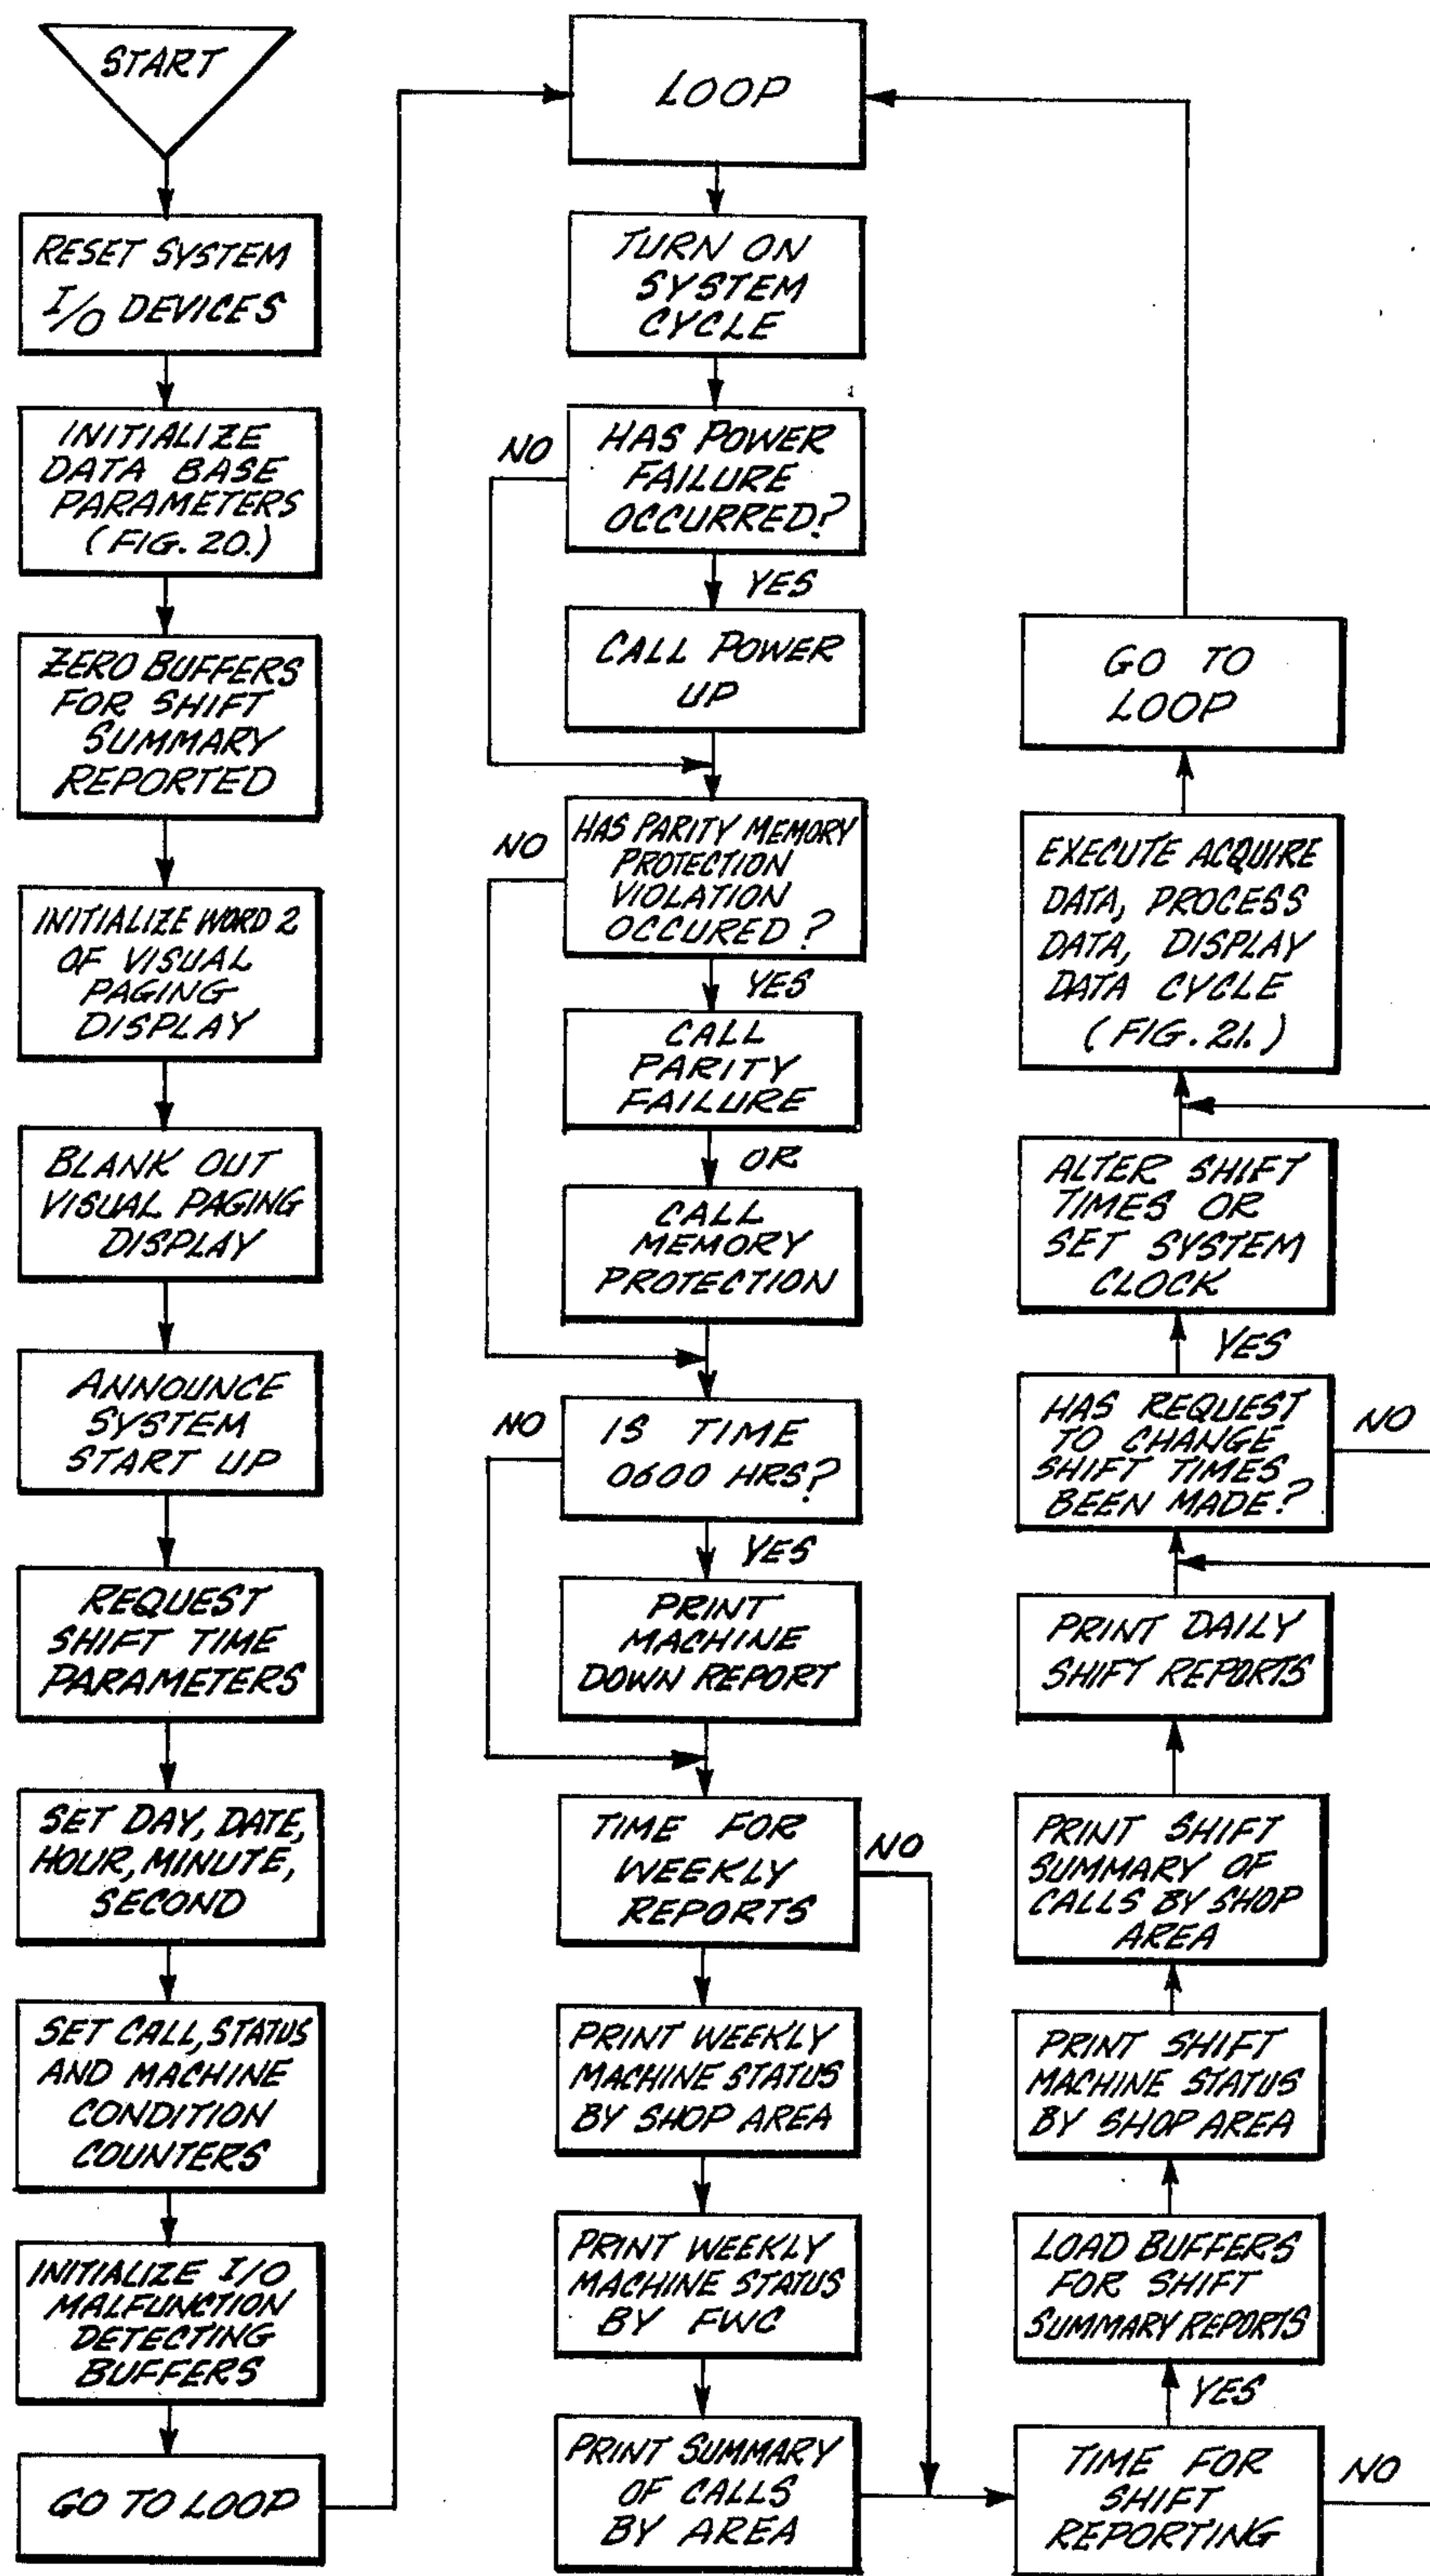 START
RESET SYSTEM
I/O DEVICES
INITIALIZE
DATA BASE
PARAMETERS
(FIG. 20.)
ZERO BUFFERS
FOR SHIFT
SUMMARY
REPORTED
INITIALIZE WORD 2
OF VISUAL
PAGING
DISPLAY
BLANK OUT
VISUAL PAGING
DISPLAY
ANNOUNCE
SYSTEM
START UP
REQUEST
SHIFT TIME
PARAMETERS
SET DAY, DATE,
HOUR, MINUTE,
SECOND
SET CALL, STATUS
AND MACHINE
CONDITION
COUNTERS
INITIALIZE I/O
MALFUNCTION
DETECTING
BUFFERS
GO TO LOOP
LOOP
TURN ON
SYSTEM
CYCLE
HAS POWER
FAILURE
OCCURRED?
NO
YES
CALL POWER
UP
HAS PARITY MEMORY
PROTECTION
VIOLATION
OCCURED?
NO
YES
CALL
PARITY
FAILURE
OR
CALL
MEMORY
PROTECTION
IS TIME
0600 HRS?
NO
YES
PRINT
MACHINE
DOWN REPORT
TIME FOR
WEEKLY
REPORTS
NO
PRINT WEEKLY
MACHINE STATUS
BY SHOP AREA
PRINT WEEKLY
MACHINE STATUS
BY FWC
PRINT SUMMARY
OF CALLS
BY AREA
TIME FOR
SHIFT
REPORTING
NO
YES
LOAD BUFFERS
FOR SHIFT
SUMMARY REPORTS
PRINT SHIFT
MACHINE STATUS
BY SHOP AREA
PRINT SHIFT
SUMMARY OF
CALLS BY SHOP
AREA
PRINT DAILY
SHIFT REPORTS
HAS REQUEST
TO CHANGE
SHIFT TIMES
BEEN MADE?
NO
YES
ALTER SHIFT
TIMES OR
SET SYSTEM
CLOCK
EXECUTE ACQUIRE
DATA, PROCESS
DATA, DISPLAY
DATA CYCLE
(FIG. 21.)
GO TO
LOOP